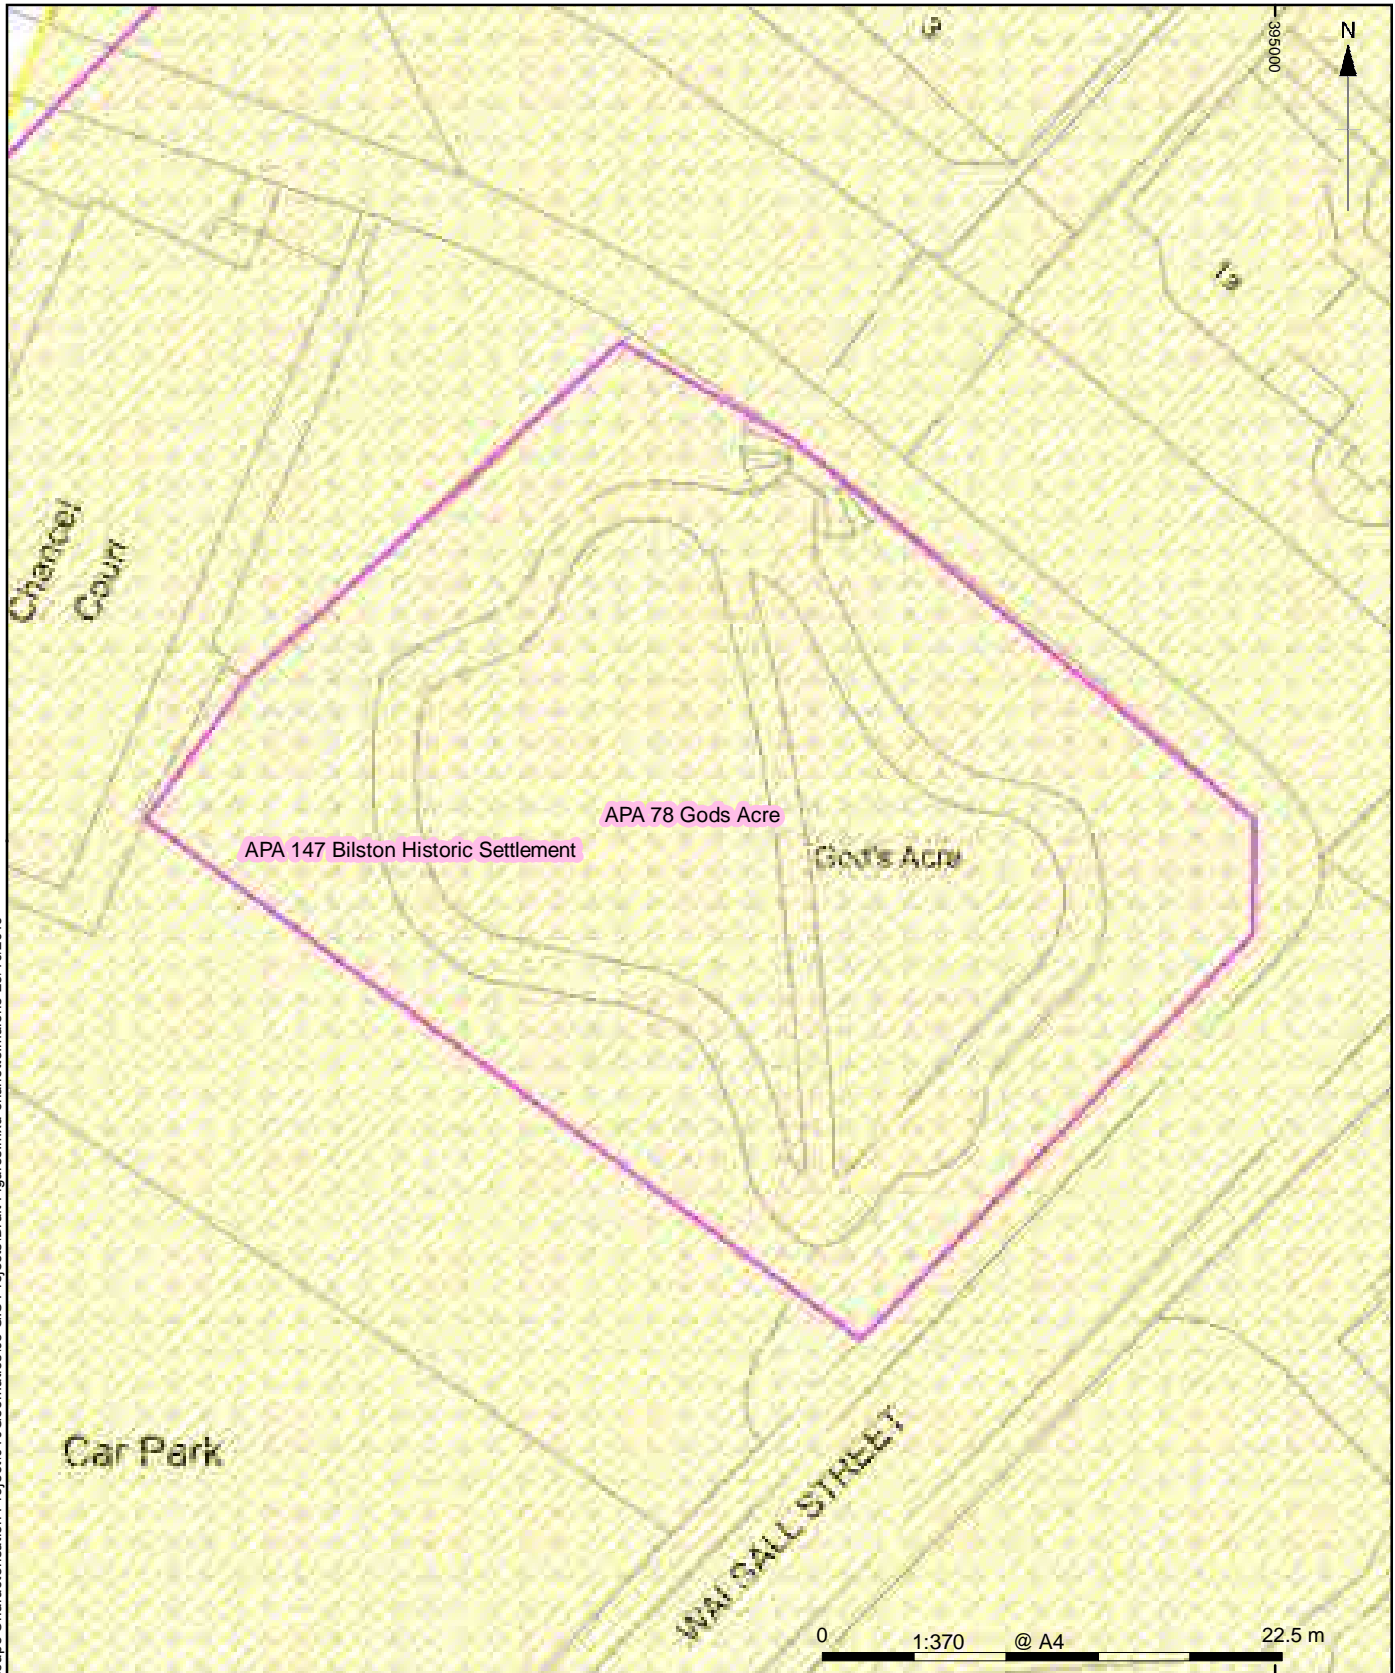 395000
N
19
Chancel
Court
APA 78 Gods Acre
APA 147 Bilston Historic Settlement
God's Acre
Car Park
WALSALL STREET
0 1:370 @ A4 22.5 m